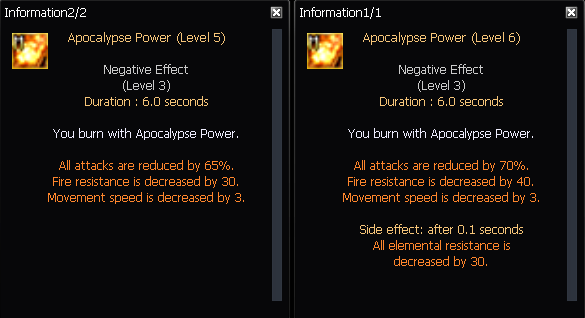 Information2/2
Apocalypse Power (Level 5)
Negative Effect
(Level 3)
Duration : 6.0 seconds
You burn with Apocalypse Power.
All attacks are reduced by 65%.
Fire resistance is decreased by 30.
Movement speed is decreased by 3.
Information1/1
Apocalypse Power (Level 6)
Negative Effect
(Level 3)
Duration : 6.0 seconds
You burn with Apocalypse Power.
All attacks are reduced by 70%.
Fire resistance is decreased by 40.
Movement speed is decreased by 3.
Side effect: after 0.1 seconds
All elemental resistance is
decreased by 30.